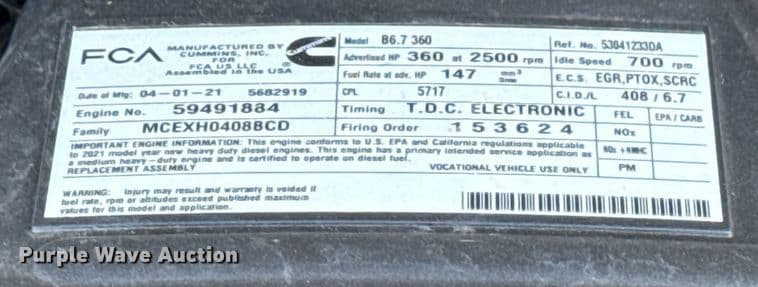 FCA
MANUFACTURED BY
CUMMINS, INC.
FOR
FCA US LLC
Assembled in the USA
Cummins
Model B6.7 360
Ref. No. 53041233DA
Advertised HP 360 at 2500 rpm
Idle Speed 700 rpm
Fuel Rate at adv. HP 147 mm³
E.C.S. EGR,PTOX,SCRC
Date of Mfg: 04-01-21 5682919
CPL 5717
C.I.D./L 408 / 6.7
Engine No. 59491884
Timing T.D.C. ELECTRONIC
FEL EPA / CARB
Family MCEXH0408BCD
Firing Order 153624
NOx
IMPORTANT ENGINE INFORMATION: This engine conforms to U.S. EPA and California regulations applicable
to 2021 model year new heavy duty diesel engines. This engine has a primary intended service application as
a medium heavy-duty engine and is certified to operate on diesel fuel.
REPLACEMENT ASSEMBLY
VOCATIONAL VEHICLE USE ONLY
NOx + NMHC
PM
WARNING: Injury may result and warranty is voided if
fuel rate, rpm or altitudes exceed published maximum
values for this model and application.
Purple Wave Auction